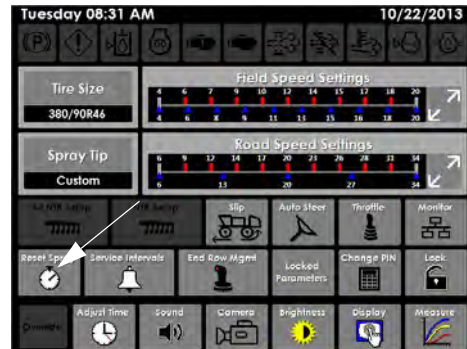 Tuesday 08:31 AM 10/22/2013
Tire Size
380/90R46
Field Speed Settings
4 6 7 9 10 12 14 15 17 18 20
4 6 8 9 11 13 15 16 18 20
Spray Tip
Custom
Road Speed Settings
6 9 12 14 17 20 23 26 28 31 34
6 13 20 27 34
Slip
Auto Steer
Throttle
Monitor
Reset
Service Intervals
End Row Mgmt
Locked
Parameters
Change PIN
Lock
Adjust Time
Sound
Camera
Brightness
Display
Measure